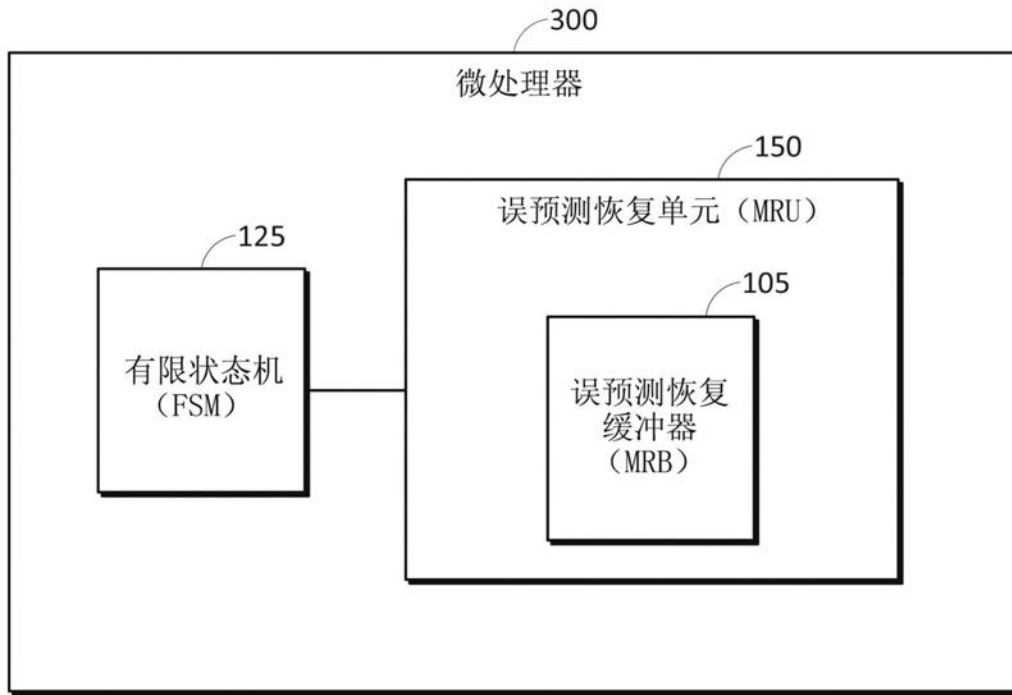 300
微处理器
150
误预测恢复单元（MRU）
125
105
有限状态机
（FSM）
误预测恢复
缓冲器
（MRB）